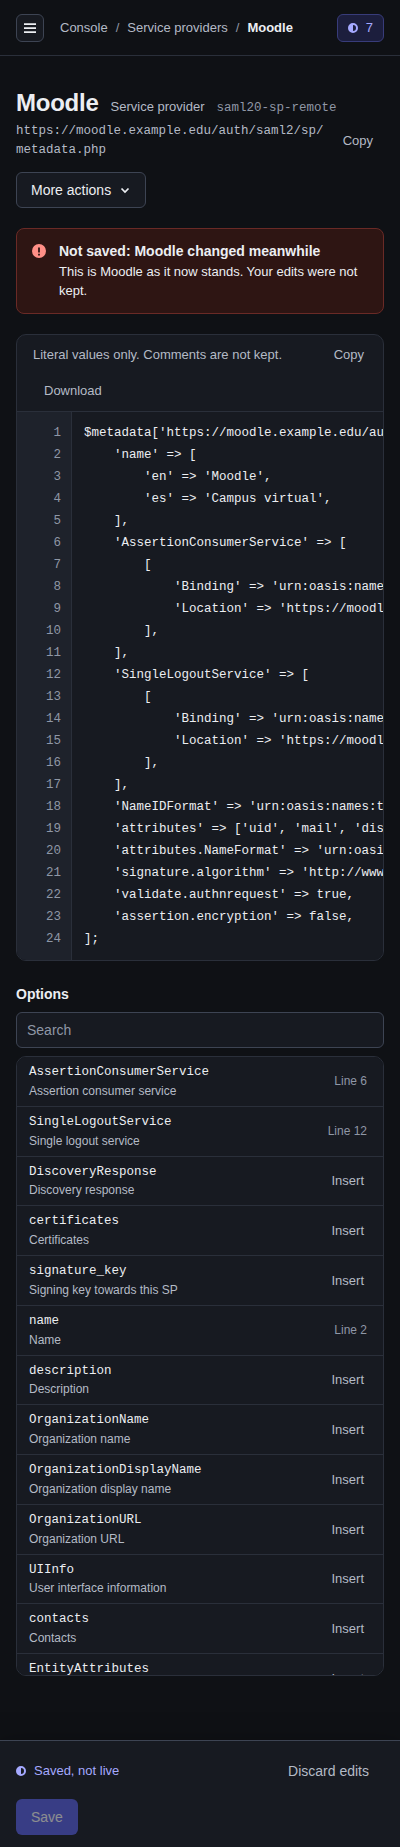 Console / Service providers / Moodle 7
Moodle Service provider saml20-sp-remote
https://moodle.example.edu/auth/saml2/sp/
metadata.php
Copy
More actions
Not saved: Moodle changed meanwhile
This is Moodle as it now stands. Your edits were not
kept.
Literal values only. Comments are not kept. Copy
Download
1 $metadata['https://moodle.example.edu/au
2 'name' => [
3 'en' => 'Moodle',
4 'es' => 'Campus virtual',
5 ],
6 'AssertionConsumerService' => [
7 [
8 'Binding' => 'urn:oasis:name
9 'Location' => 'https://moodl
10 ],
11 ],
12 'SingleLogoutService' => [
13 [
14 'Binding' => 'urn:oasis:name
15 'Location' => 'https://moodl
16 ],
17 ],
18 'NameIDFormat' => 'urn:oasis:names:t
19 'attributes' => ['uid', 'mail', 'dis
20 'attributes.NameFormat' => 'urn:oasi
21 'signature.algorithm' => 'http://www
22 'validate.authnrequest' => true,
23 'assertion.encryption' => false,
24 ];
Options
Search
AssertionConsumerService
Assertion consumer service
Line 6
SingleLogoutService
Single logout service
Line 12
DiscoveryResponse
Discovery response
Insert
certificates
Certificates
Insert
signature_key
Signing key towards this SP
Insert
name
Name
Line 2
description
Description
Insert
OrganizationName
Organization name
Insert
OrganizationDisplayName
Organization display name
Insert
OrganizationURL
Organization URL
Insert
UIInfo
User interface information
Insert
contacts
Contacts
Insert
EntityAttributes
Saved, not live
Discard edits
Save